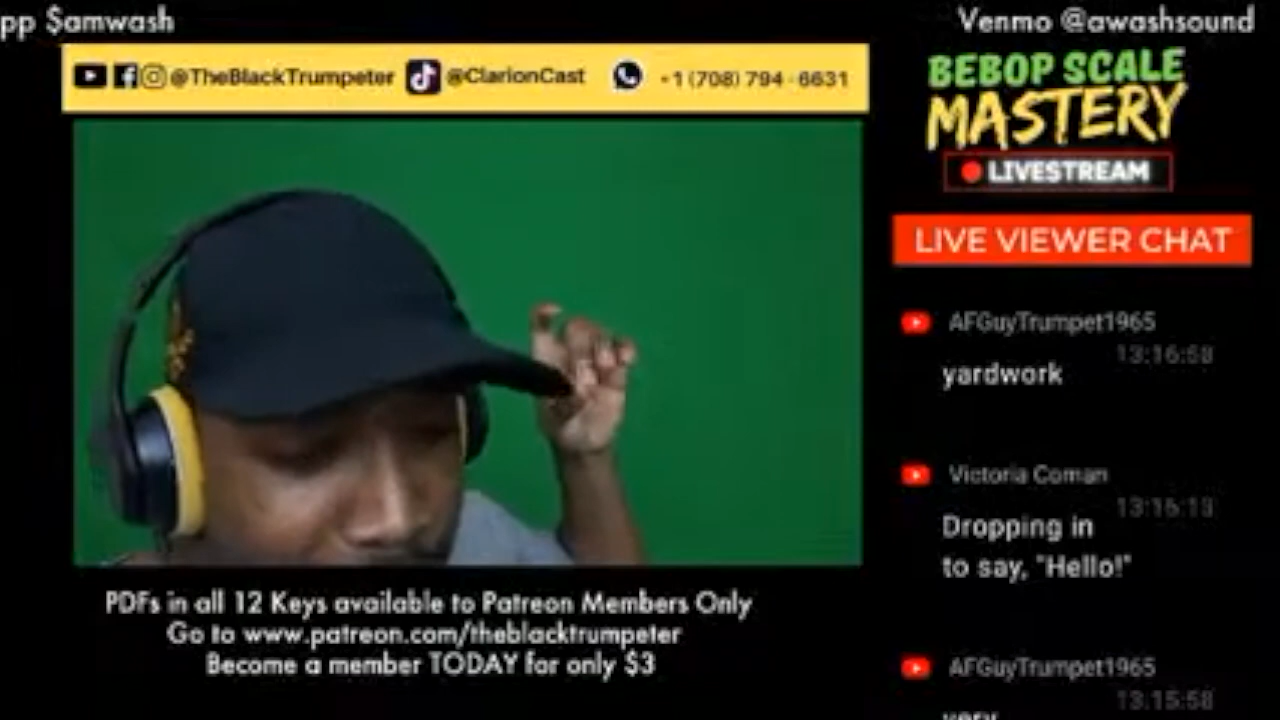 pp $amwash
Venmo @awashsound
@TheBlackTrumpeter @ClarionCast +1 (708) 794-6631
BEBOP SCALE
MASTERY
LIVESTREAM
LIVE VIEWER CHAT
AFGuyTrumpet1965
13:16:58
yardwork
Victoria Coman
13:16:13
Dropping in
to say, "Hello!"
AFGuyTrumpet1965
13:15:58
very
PDFs in all 12 Keys available to Patreon Members Only
Go to www.patreon.com/theblacktrumpeter
Become a member TODAY for only $3